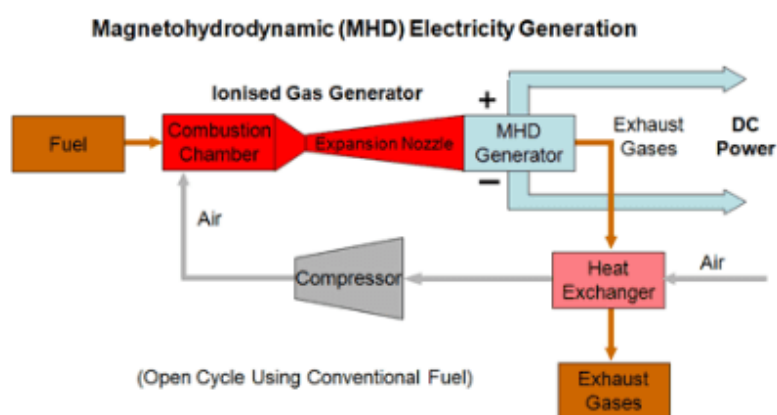 Magnetohydrodynamic (MHD) Electricity Generation
Ionised Gas Generator
+
Fuel
Combustion
Chamber
Expansion Nozzle
MHD
Generator
Exhaust
Gases
DC
Power
−
Air
Compressor
Heat
Exchanger
Air
(Open Cycle Using Conventional Fuel)
Exhaust
Gases